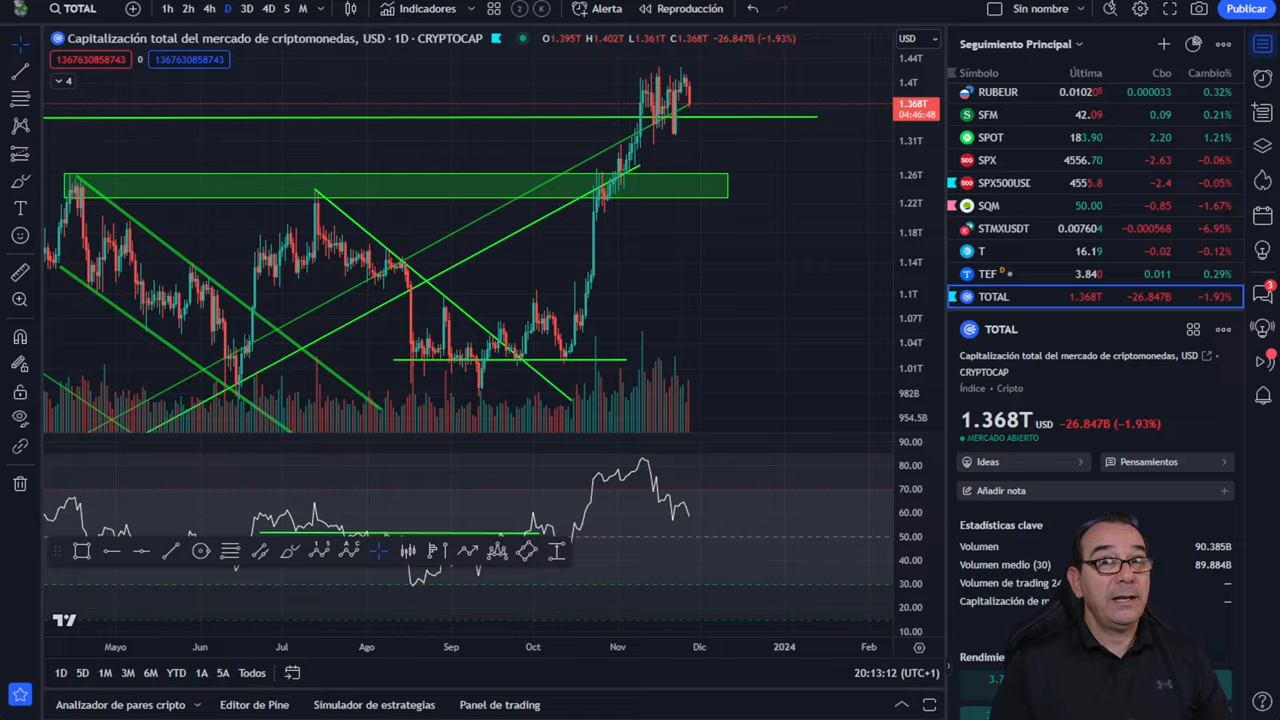 TOTAL 1h 2h 4h D 3D 4D S M Indicadores Z K Alerta Reproducción Sin nombre Publicar
Capitalización total del mercado de criptomonedas, USD · 1D · CRYPTOCAP O1.395T H1.402T L1.361T C1.368T -26.847B (-1.93%)
1367630858743 0 1367630858743
4
USD
1.44T
1.4T
1.368T
04:46:48
1.31T
1.26T
1.22T
1.18T
1.14T
1.1T
1.07T
1.04T
1.01T
982B
954.5B
90.00
80.00
70.00
60.00
50.00
40.00
30.00
20.00
10.00
Mayo Jun Jul Ago Sep Oct Nov Dic 2024 Feb
1D 5D 1M 3M 6M YTD 1A 5A Todos 20:13:12 (UTC+1)
Analizador de pares cripto Editor de Pine Simulador de estrategias Panel de trading
Seguimiento Principal
Símbolo Última Cbo Cambio%
RUBEUR 0.01020⁵ 0.000033 0.32%
SFM 42.09 0.09 0.21%
SPOT 183.90 2.20 1.21%
SPX 4556.70 -2.63 -0.06%
SPX500USD 4555.8 -2.4 -0.05%
SQM 50.00 -0.85 -1.67%
STMXUSDT 0.007604 -0.000568 -6.95%
T 16.19 -0.02 -0.12%
TEF D 3.840 0.011 0.29%
TOTAL 1.368T -26.847B -1.93%
3
TOTAL
Capitalización total del mercado de criptomonedas, USD
CRYPTOCAP
Índice • Cripto
1.368T USD -26.847B (-1.93%)
MERCADO ABIERTO
Ideas Pensamientos
Añadir nota
Estadísticas clave
Volumen 90.385B
Volumen medio (30) 89.884B
Volumen de trading 24 —
Capitalización de m —
Rendimie
3.7